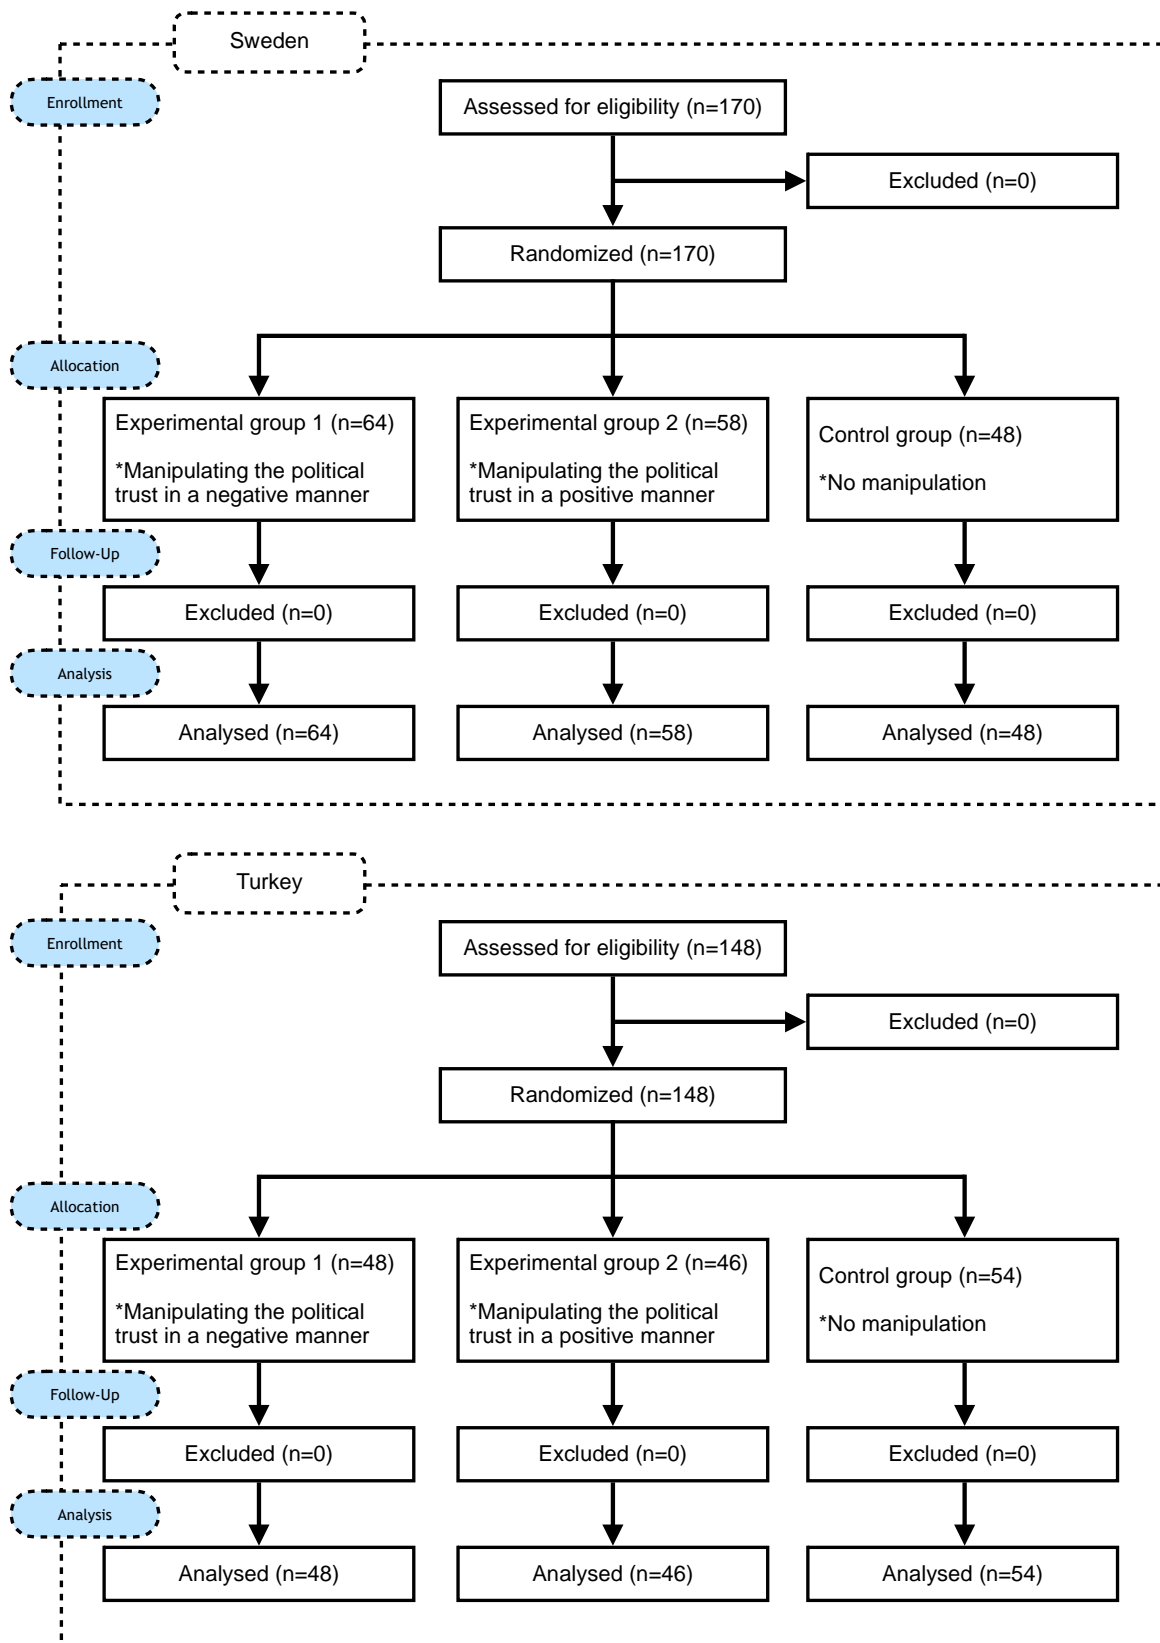 Sweden
Enrollment
Assessed for eligibility (n=170)
Excluded (n=0)
Randomized (n=170)
Allocation
Experimental group 1 (n=64)
*Manipulating the political
trust in a negative manner
Experimental group 2 (n=58)
*Manipulating the political
trust in a positive manner
Control group (n=48)
*No manipulation
Follow-Up
Excluded (n=0)
Excluded (n=0)
Excluded (n=0)
Analysis
Analysed (n=64)
Analysed (n=58)
Analysed (n=48)
Turkey
Enrollment
Assessed for eligibility (n=148)
Excluded (n=0)
Randomized (n=148)
Allocation
Experimental group 1 (n=48)
*Manipulating the political
trust in a negative manner
Experimental group 2 (n=46)
*Manipulating the political
trust in a positive manner
Control group (n=54)
*No manipulation
Follow-Up
Excluded (n=0)
Excluded (n=0)
Excluded (n=0)
Analysis
Analysed (n=48)
Analysed (n=46)
Analysed (n=54)